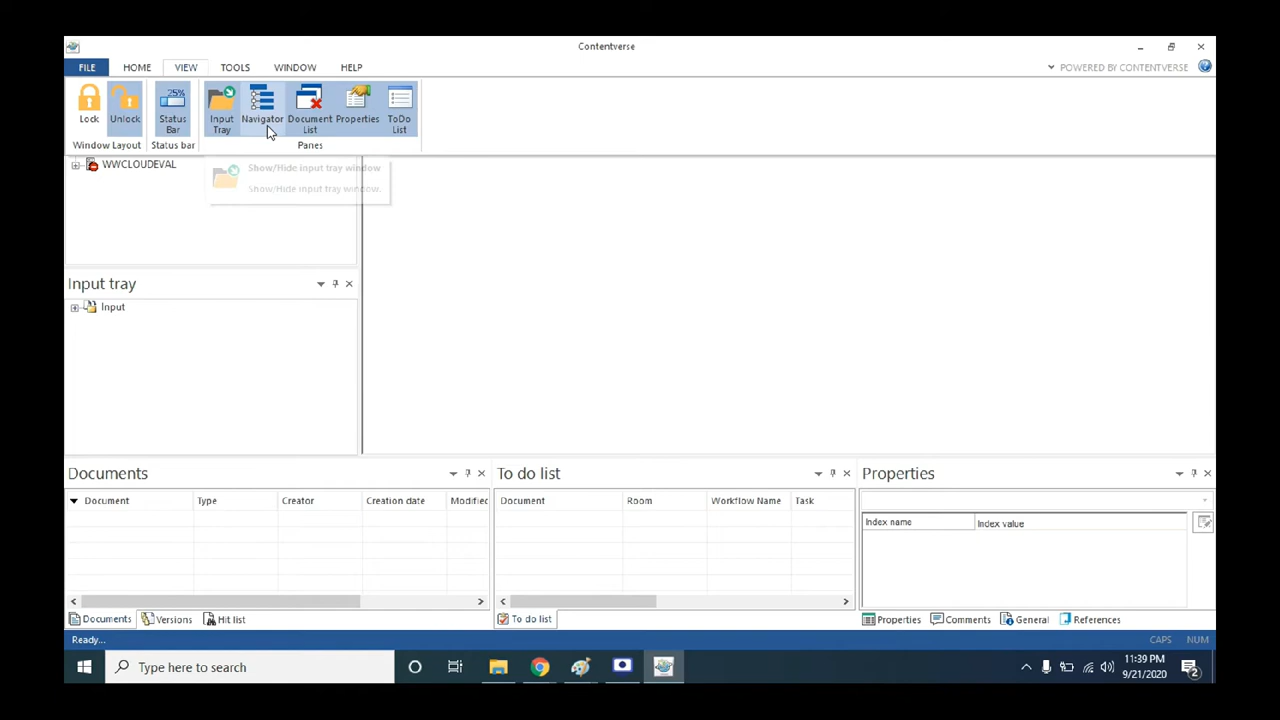 Contentverse
FILE HOME VIEW TOOLS WINDOW HELP POWERED BY CONTENTVERSE
Lock Unlock Status Bar Input Tray Navigator Document List Properties ToDo List
25%
Window Layout Status bar Panes
WWCLOUDEVAL
Show/Hide input tray window
Show/Hide input tray window.
Input tray
Input
Documents
Document Type Creator Creation date Modified
To do list
Document Room Workflow Name Task
Properties
Index name Index value
Documents Versions Hit list
To do list
Properties Comments General References
Ready... CAPS NUM
Type here to search
11:39 PM
9/21/2020
2